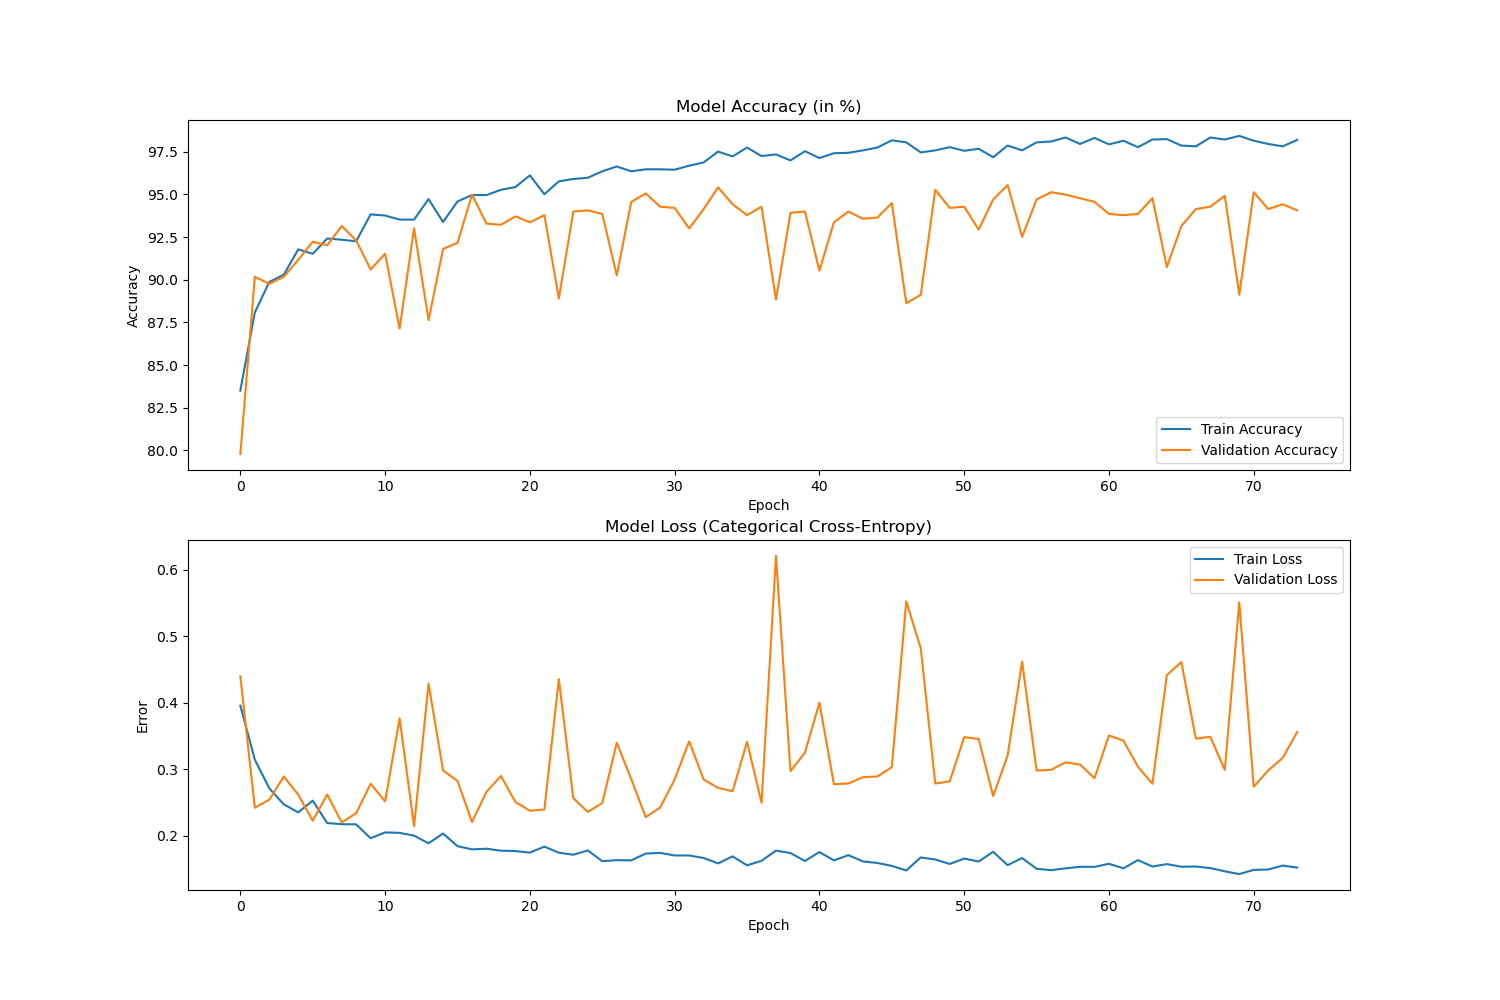 Model Accuracy (in %)
97.5
95.0
92.5
90.0
87.5
85.0
82.5
80.0
Accuracy
Train Accuracy
Validation Accuracy
0 10 20 30 40 50 60 70
Epoch
Model Loss (Categorical Cross-Entropy)
0.6
0.5
0.4
0.3
0.2
Error
Train Loss
Validation Loss
0 10 20 30 40 50 60 70
Epoch